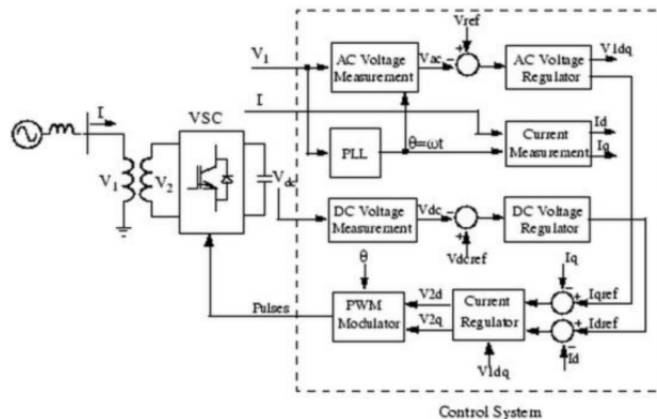 Vref
V1
AC Voltage
Measurement
Vac
−
+
AC Voltage
Regulator
V1dq
I
I
VSC
PLL
θ=ωt
Current
Measurement
Id
Iq
V1
V2
Vdc
DC Voltage
Measurement
Vdc
−
+
DC Voltage
Regulator
Vdcref
θ
Iq
Pulses
PWM
Modulator
V2d
V2q
Current
Regulator
−
+
Iqref
+
Idref
−
Id
V1dq
Control System